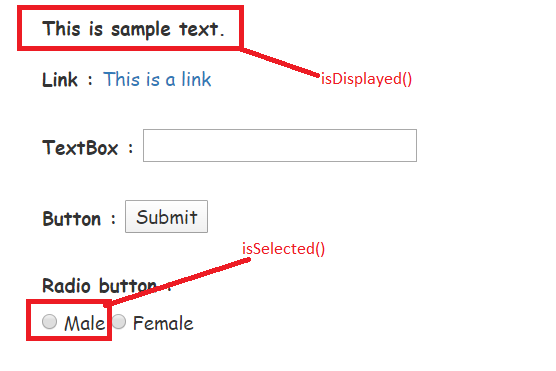 This is sample text.
Link : This is a link
isDisplayed()
TextBox :
Button : Submit
isSelected()
Radio button :
Male Female